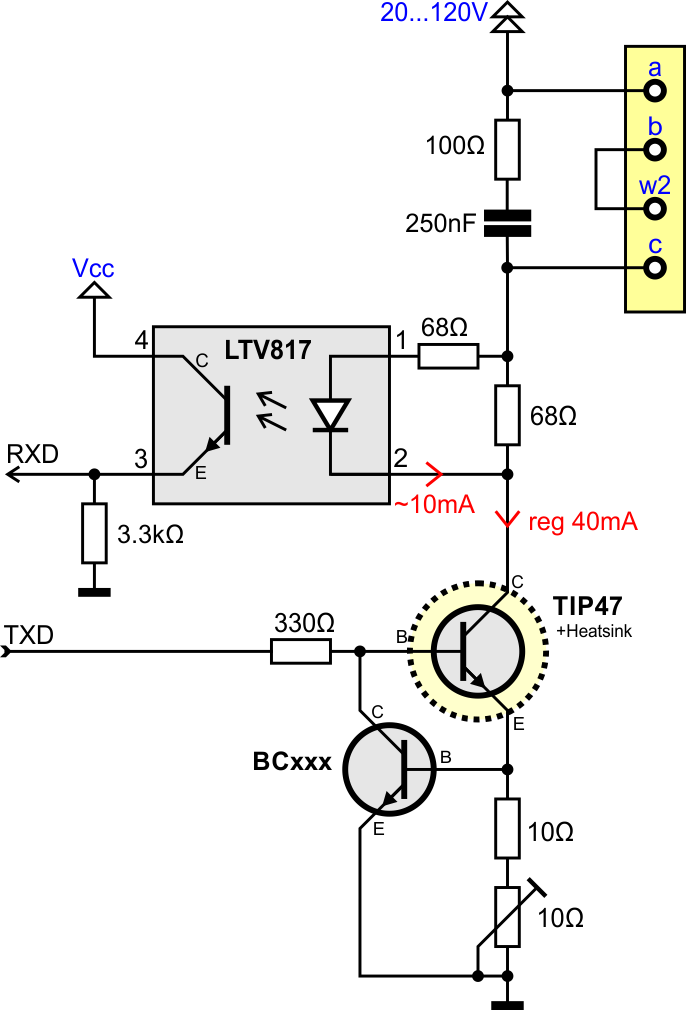 20...120V
a
100Ω
b
w2
250nF
c
Vcc
4
LTV817
1
68Ω
C
68Ω
RXD
3
E
2
~10mA
reg 40mA
3.3kΩ
C
TIP47
+Heatsink
TXD
330Ω
B
C
E
BCxxx
B
E
10Ω
10Ω